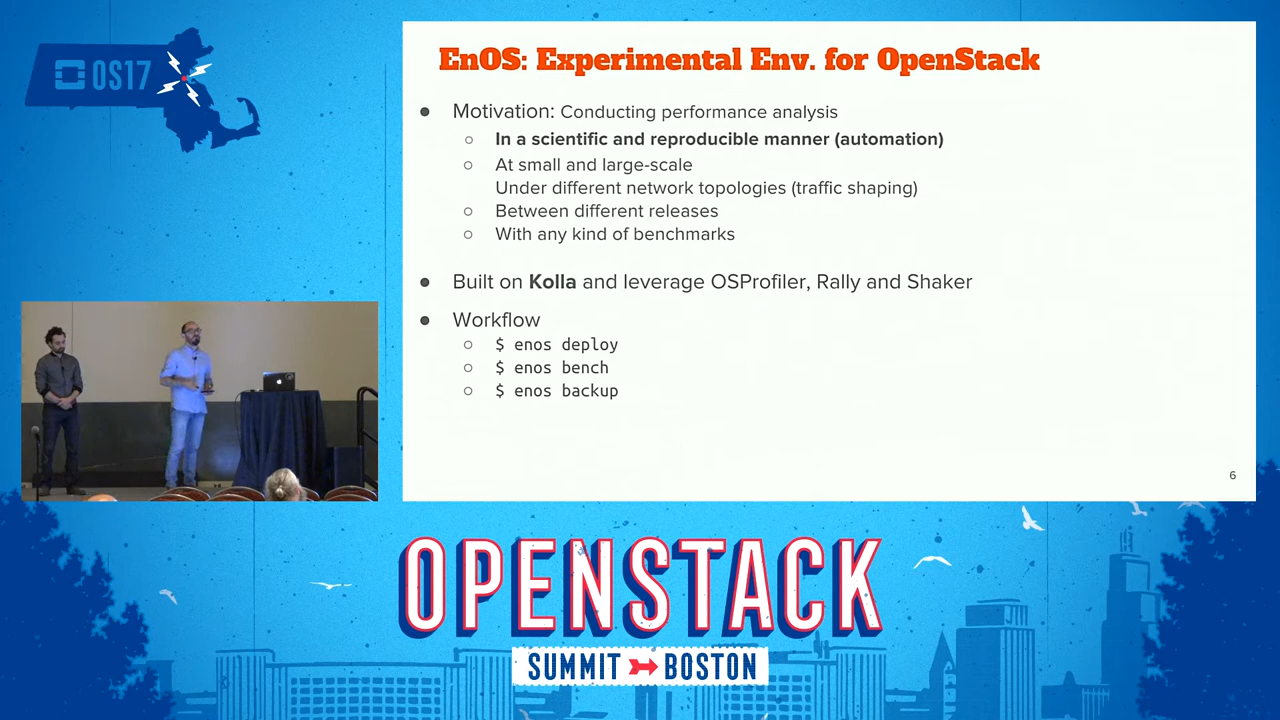 OS17
EnOS: Experimental Env. for OpenStack
● Motivation: Conducting performance analysis
○ In a scientific and reproducible manner (automation)
○ At small and large-scale
Under different network topologies (traffic shaping)
○ Between different releases
○ With any kind of benchmarks
● Built on Kolla and leverage OSProfiler, Rally and Shaker
● Workflow
○ $ enos deploy
○ $ enos bench
○ $ enos backup
6
OPENSTACK
SUMMIT BOSTON